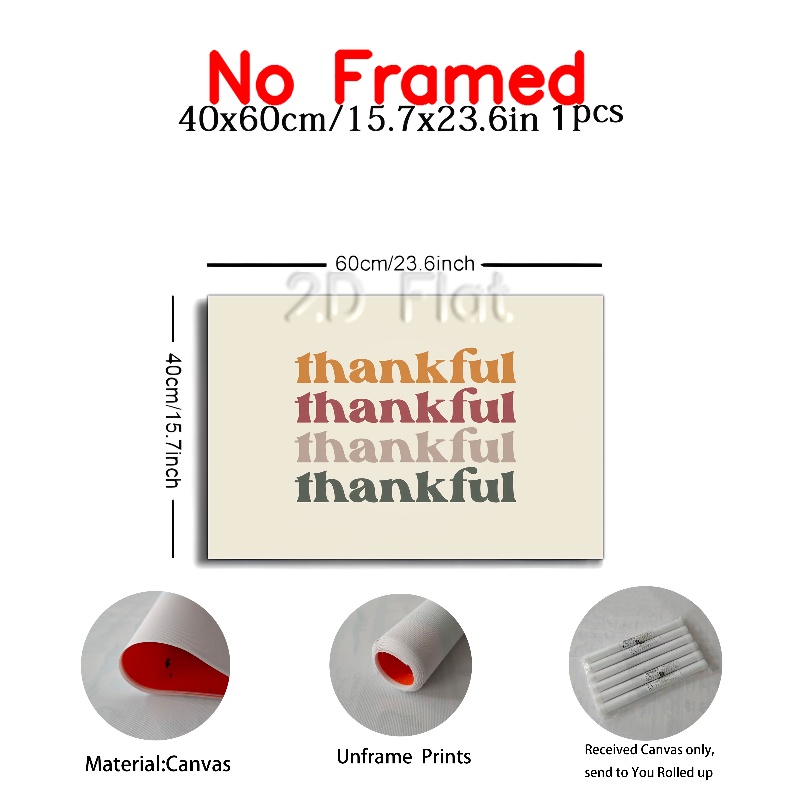 No Framed
40x60cm/15.7x23.6in 1pcs
60cm/23.6inch
2D Flat
40cm/15.7inch
thankful
thankful
thankful
thankful
Material:Canvas
Unframe Prints
Received Canvas only,
send to You Rolled up